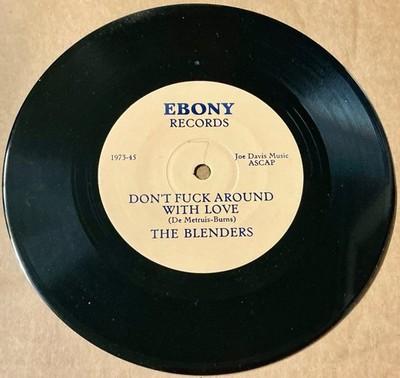 EBONY
RECORDS
1973-45
Joe Davis Music
ASCAP
DON'T FUCK AROUND
WITH LOVE
(De Metruis-Burns)
THE BLENDERS